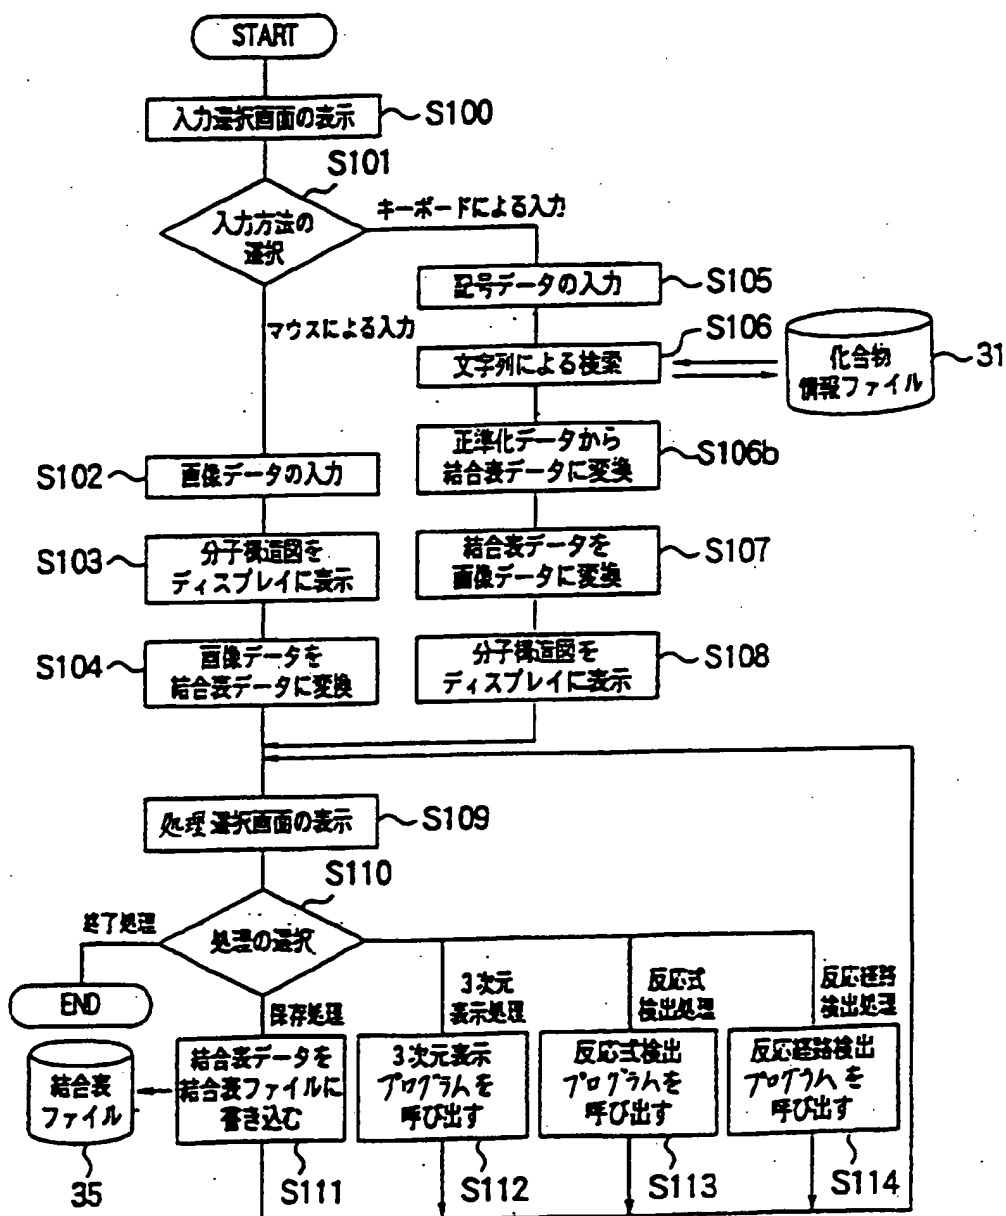 START
入力選択画面の表示
S100
S101
入力方法の
選択
キーボードによる入力
マウスによる入力
記号データの入力
S105
文字列による検索
S106
化合物
情報ファイル
31
正準化データから
結合表データに変換
S106b
S102
画像データの入力
S103
分子構造図を
ディスプレイに表示
結合表データを
画像データに変換
S107
S104
画像データを
結合表データに変換
分子構造図を
ディスプレイに表示
S108
処理選択画面の表示
S109
S110
処理の選択
終了処理
END
保存処理
3次元
表示処理
反応式
検出処理
反応経路
検出処理
結合表
ファイル
35
結合表データを
結合表ファイルに
書き込む
S111
3次元表示
プログラムを
呼び出す
S112
反応式検出
プログラムを
呼び出す
S113
反応経路検出
プログラムを
呼び出す
S114